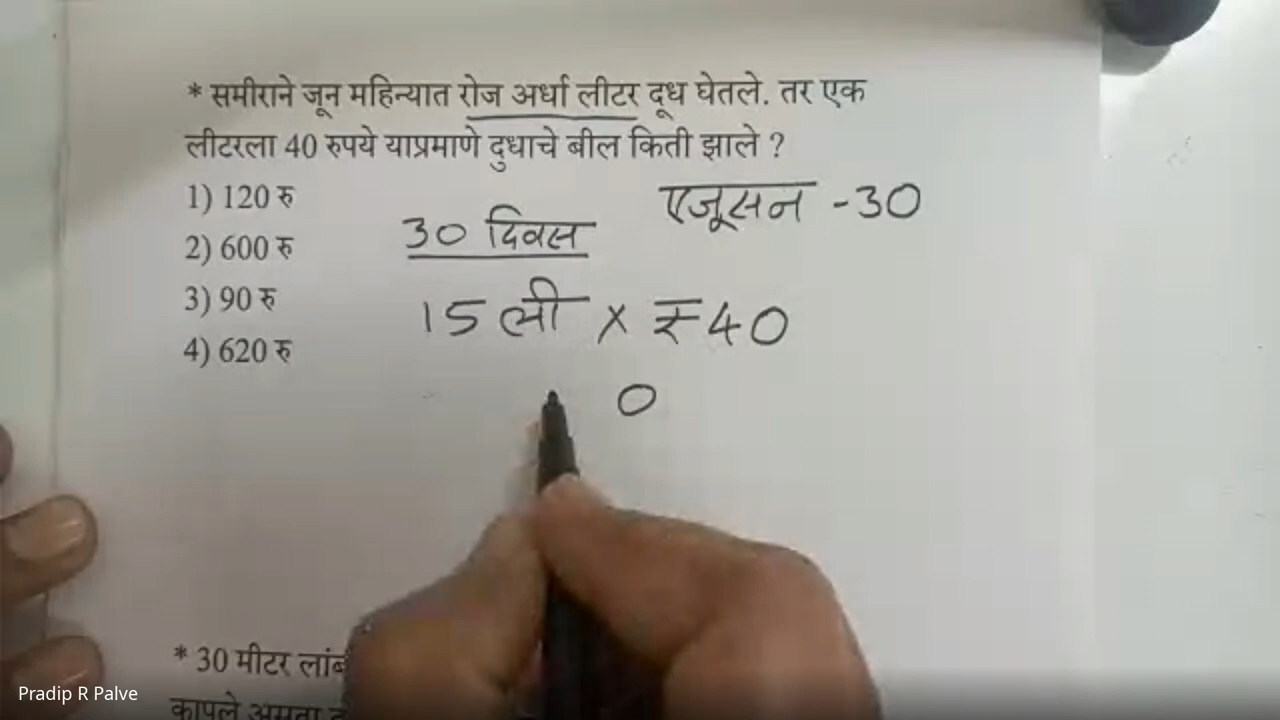 * समीराने जून महिन्यात रोज अर्धा लीटर दूध घेतले. तर एक
लीटरला 40 रुपये याप्रमाणे दुधाचे बील किती झाले ?
1) 120 रु
2) 600 रु
3) 90 रु
4) 620 रु
एजूसन - 30
30 दिवस
15 ली × ₹40
0
* 30 मीटर
कापले
Pradip R Palve